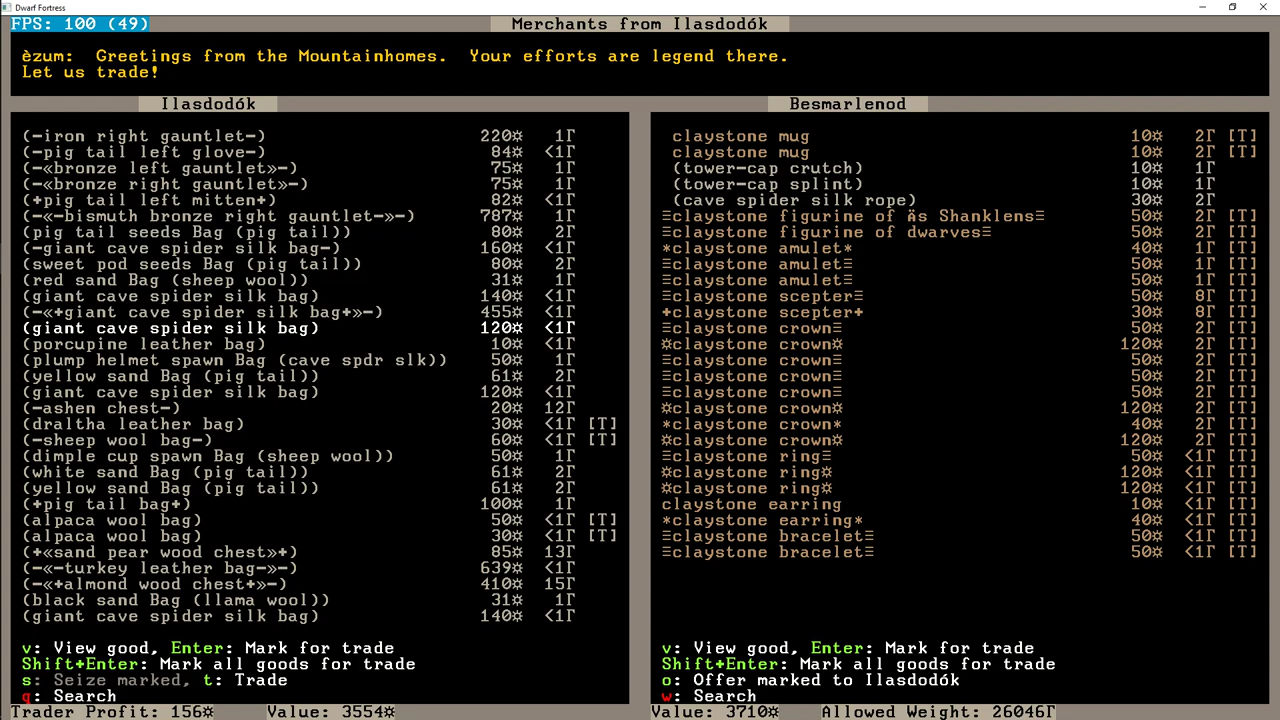 Dwarf Fortress
FPS: 100 (49)
Merchants from Ilasdodók
èzum: Greetings from the Mountainhomes. Your efforts are legend there.
Let us trade!
Ilasdodók
(-iron right gauntlet-) 220☼ 1Γ
(-pig tail left glove-) 84☼ <1Γ
(-«bronze left gauntlet»-) 75☼ 1Γ
(-«bronze right gauntlet»-) 75☼ 1Γ
(+pig tail left mitten+) 82☼ <1Γ
(-«-bismuth bronze right gauntlet-»-) 787☼ 1Γ
(pig tail seeds Bag (pig tail)) 80☼ 2Γ
(-giant cave spider silk bag-) 160☼ <1Γ
(sweet pod seeds Bag (pig tail)) 80☼ 2Γ
(red sand Bag (sheep wool)) 31☼ 1Γ
(giant cave spider silk bag) 140☼ <1Γ
(-«+giant cave spider silk bag+»-) 455☼ <1Γ
(giant cave spider silk bag) 120☼ <1Γ
(porcupine leather bag) 10☼ <1Γ
(plump helmet spawn Bag (cave spdr slk)) 50☼ 1Γ
(yellow sand Bag (pig tail)) 61☼ 2Γ
(giant cave spider silk bag) 120☼ <1Γ
(-ashen chest-) 20☼ 12Γ
(draltha leather bag) 30☼ <1Γ [T]
(-sheep wool bag-) 60☼ <1Γ [T]
(dimple cup spawn Bag (sheep wool)) 50☼ 1Γ
(white sand Bag (pig tail)) 61☼ 2Γ
(yellow sand Bag (pig tail)) 61☼ 2Γ
(+pig tail bag+) 100☼ 1Γ
(alpaca wool bag) 50☼ <1Γ [T]
(alpaca wool bag) 30☼ <1Γ [T]
(+«sand pear wood chest»+) 85☼ 13Γ
(-«-turkey leather bag-»-) 639☼ <1Γ
(-«+almond wood chest+»-) 410☼ 15Γ
(black sand Bag (llama wool)) 31☼ 1Γ
(giant cave spider silk bag) 140☼ <1Γ
v: View good, Enter: Mark for trade
Shift+Enter: Mark all goods for trade
s: Seize marked, t: Trade
q: Search
Trader Profit: 156☼ Value: 3554☼
Besmarlenod
claystone mug 10☼ 2Γ [T]
claystone mug 10☼ 2Γ [T]
(tower-cap crutch) 10☼ 1Γ
(tower-cap splint) 10☼ 1Γ
(cave spider silk rope) 30☼ 2Γ
≡claystone figurine of Äs Shanklens≡ 50☼ 2Γ [T]
≡claystone figurine of dwarves≡ 50☼ 2Γ [T]
*claystone amulet* 40☼ 1Γ [T]
≡claystone amulet≡ 50☼ 1Γ [T]
≡claystone amulet≡ 50☼ 1Γ [T]
≡claystone scepter≡ 50☼ 8Γ [T]
+claystone scepter+ 30☼ 8Γ [T]
≡claystone crown≡ 50☼ 2Γ [T]
☼claystone crown☼ 120☼ 2Γ [T]
≡claystone crown≡ 50☼ 2Γ [T]
≡claystone crown≡ 50☼ 2Γ [T]
≡claystone crown≡ 50☼ 2Γ [T]
☼claystone crown☼ 120☼ 2Γ [T]
*claystone crown* 40☼ 2Γ [T]
☼claystone crown☼ 120☼ 2Γ [T]
≡claystone ring≡ 50☼ <1Γ [T]
☼claystone ring☼ 120☼ <1Γ [T]
☼claystone ring☼ 120☼ <1Γ [T]
claystone earring 10☼ <1Γ [T]
*claystone earring* 40☼ <1Γ [T]
≡claystone bracelet≡ 50☼ <1Γ [T]
≡claystone bracelet≡ 50☼ <1Γ [T]
v: View good, Enter: Mark for trade
Shift+Enter: Mark all goods for trade
o: Offer marked to Ilasdodók
w: Search
Value: 3710☼ Allowed Weight: 26046Γ